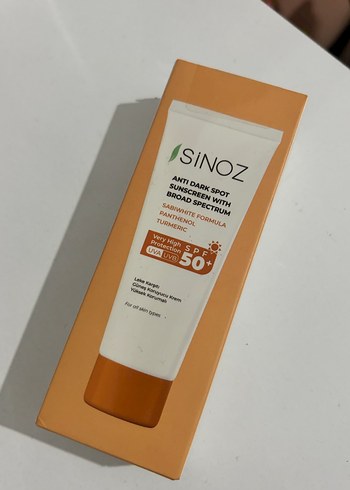 SiNOZ
ANTI DARK SPOT
SUNSCREEN WITH
BROAD SPECTRUM
SABIWHITE FORMULA
PANTHENOL
TURMERIC
Very High
Protection
UVA UVB
SPF
50+
Leke Karşıtı
Güneş Koruyucu Krem
Yüksek Korumalı
For all skin types